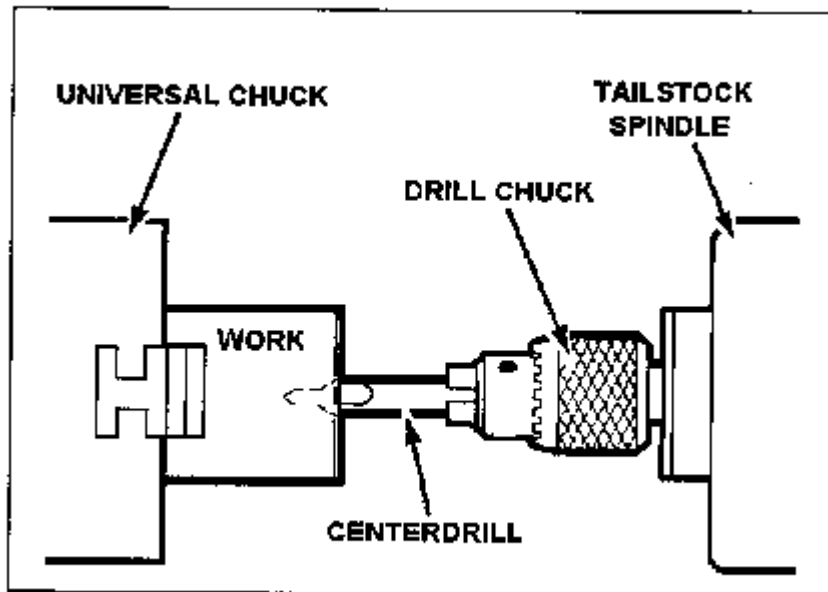 UNIVERSAL CHUCK
TAILSTOCK
SPINDLE
DRILL CHUCK
WORK
CENTERDRILL